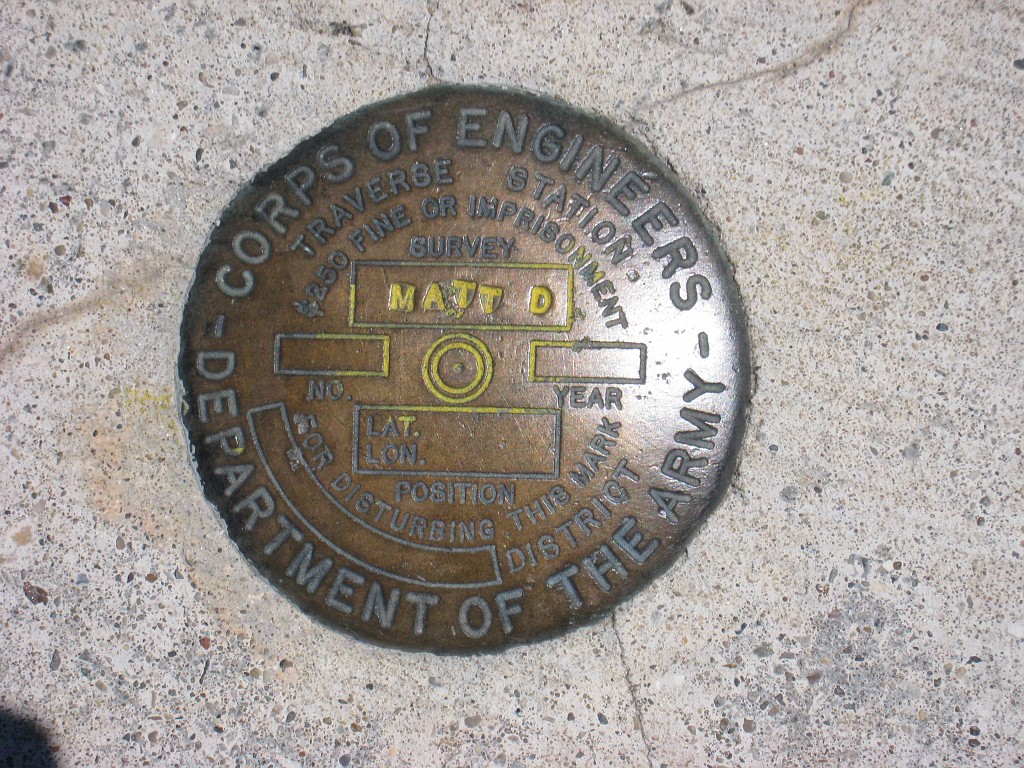 CORPS OF ENGINEERS
TRAVERSE STATION.
$250 FINE OR IMPRISONMENT
SURVEY
MATT D
NO.
YEAR
LAT.
LON.
POSITION
FOR DISTURBING THIS MARK
DISTRICT
- DEPARTMENT OF THE ARMY -